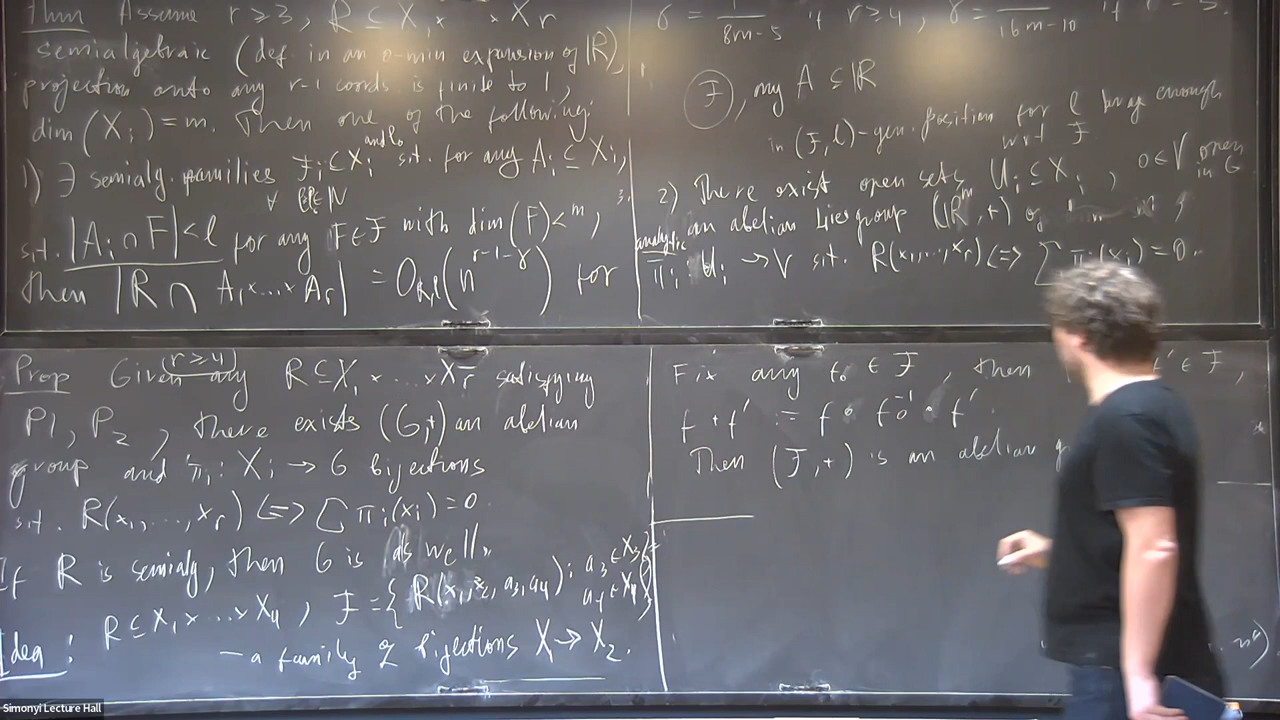 Thm Assume r ≥ 3, R ⊆ X₁ × ... × Xr
semialgebraic (def. in an o-min expansion of ℝ),
projection onto any r-1 coords is finite to 1,
dim(Xᵢ) = m. Then one of the following:
1) ∃ semialg. families ℱᵢ ⊆ Xᵢ s.t. for any Aᵢ ⊆ Xᵢ,
and
s.t. |Aᵢ ∩ F| < ℓ for any F ∈ ℱ with dim(F) < m,
then |R ∩ A₁ × ... × Ar| = O_{R,ℓ}(n^{r-1-γ}) for
γ = 1/(8m-5) if r ≥ 4, γ = 1/(16m-10) if r = 3.
ℱ, any A ⊆ ℝ
in (ℱ, ℓ)-gen. position for ℓ large enough
w.r.t ℱ
2) There exist open sets Uᵢ ⊆ Xᵢ, 0 ∈ V open
in G
an abelian Lie group (ℝᵐ, +) of
analytic
πᵢ: Uᵢ → V s.t. R(x₁, ..., xr) ⟺ ∑ πᵢ(xᵢ) = 0.
Prop Given any R ⊆ X₁ × ... × Xr satisfying
(r ≥ 4)
P1, P2, there exists (G, +) an abelian
group and πᵢ: Xᵢ → G bijections
s.t. R(x₁, ..., xr) ⟺ ∑ πᵢ(xᵢ) = 0.
If R is semialg, then G is as well.
Idea: R ⊆ X₁ × ... × X₄, ℱ = { R(x₁, x₂, a₃, a₄): a₃ ∈ X₃, a₄ ∈ X₄ }
- a family of bijections X₁ → X₂.
Fix any f₀ ∈ ℱ, then f' ∈ ℱ,
f + f' := f ∘ f₀⁻¹ ∘ f'.
Then (ℱ, +) is an abelian
Simonyi Lecture Hall